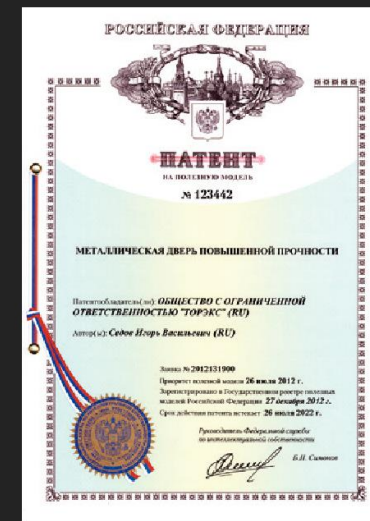 РОССИЙСКАЯ ФЕДЕРАЦИЯ
ПАТЕНТ
НА ПОЛЕЗНУЮ МОДЕЛЬ
№ 123442
МЕТАЛЛИЧЕСКАЯ ДВЕРЬ ПОВЫШЕННОЙ ПРОЧНОСТИ
Патентообладатель(ли): ОБЩЕСТВО С ОГРАНИЧЕННОЙ
ОТВЕТСТВЕННОСТЬЮ "ТОРЭКС" (RU)
Автор(ы): Седов Игорь Васильевич (RU)
Заявка № 2012131900
Приоритет полезной модели 26 июля 2012 г.
Зарегистрировано в Государственном реестре полезных
моделей Российской Федерации 27 декабря 2012 г.
Срок действия патента истекает 26 июля 2022 г.
Руководитель Федеральной службы
по интеллектуальной собственности
Б.П. Симонов